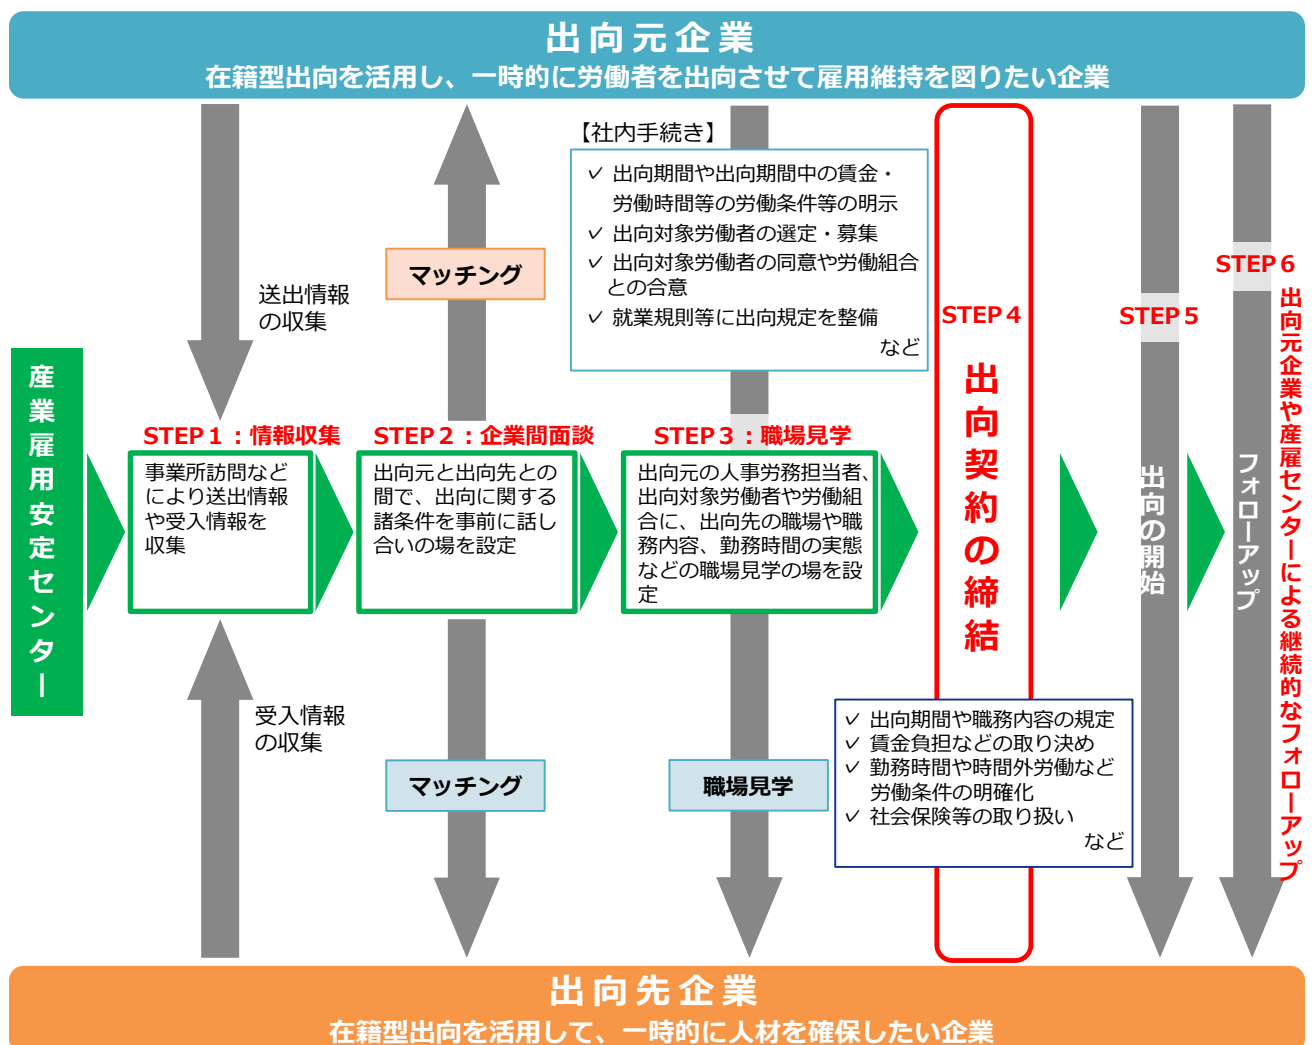 出向元企業
在籍型出向を活用し、一時的に労働者を出向させて雇用維持を図りたい企業
【社内手続き】
✓ 出向期間や出向期間中の賃金・
労働時間等の労働条件等の明示
✓ 出向対象労働者の選定・募集
✓ 出向対象労働者の同意や労働組合
との合意
✓ 就業規則等に出向規定を整備
など
マッチング
送出情報
の収集
産業雇用安定センター
STEP1：情報収集
事業所訪問など
により送出情報
や受入情報を
収集
STEP2：企業間面談
出向元と出向先との
間で、出向に関する
諸条件を事前に話し
合いの場を設定
STEP3：職場見学
出向元の人事労務担当者、
出向対象労働者や労働組
合に、出向先の職場や職
務内容、勤務時間の実態
などの職場見学の場を設
定
STEP4
出向契約の締結
STEP5
出向の開始
STEP6
フォローアップ
出向元企業や産雇センターによる継続的なフォローアップ
受入情報
の収集
マッチング
職場見学
✓ 出向期間や職務内容の規定
✓ 賃金負担などの取り決め
✓ 勤務時間や時間外労働など
労働条件の明確化
✓ 社会保険等の取り扱い
など
出向先企業
在籍型出向を活用して、一時的に人材を確保したい企業